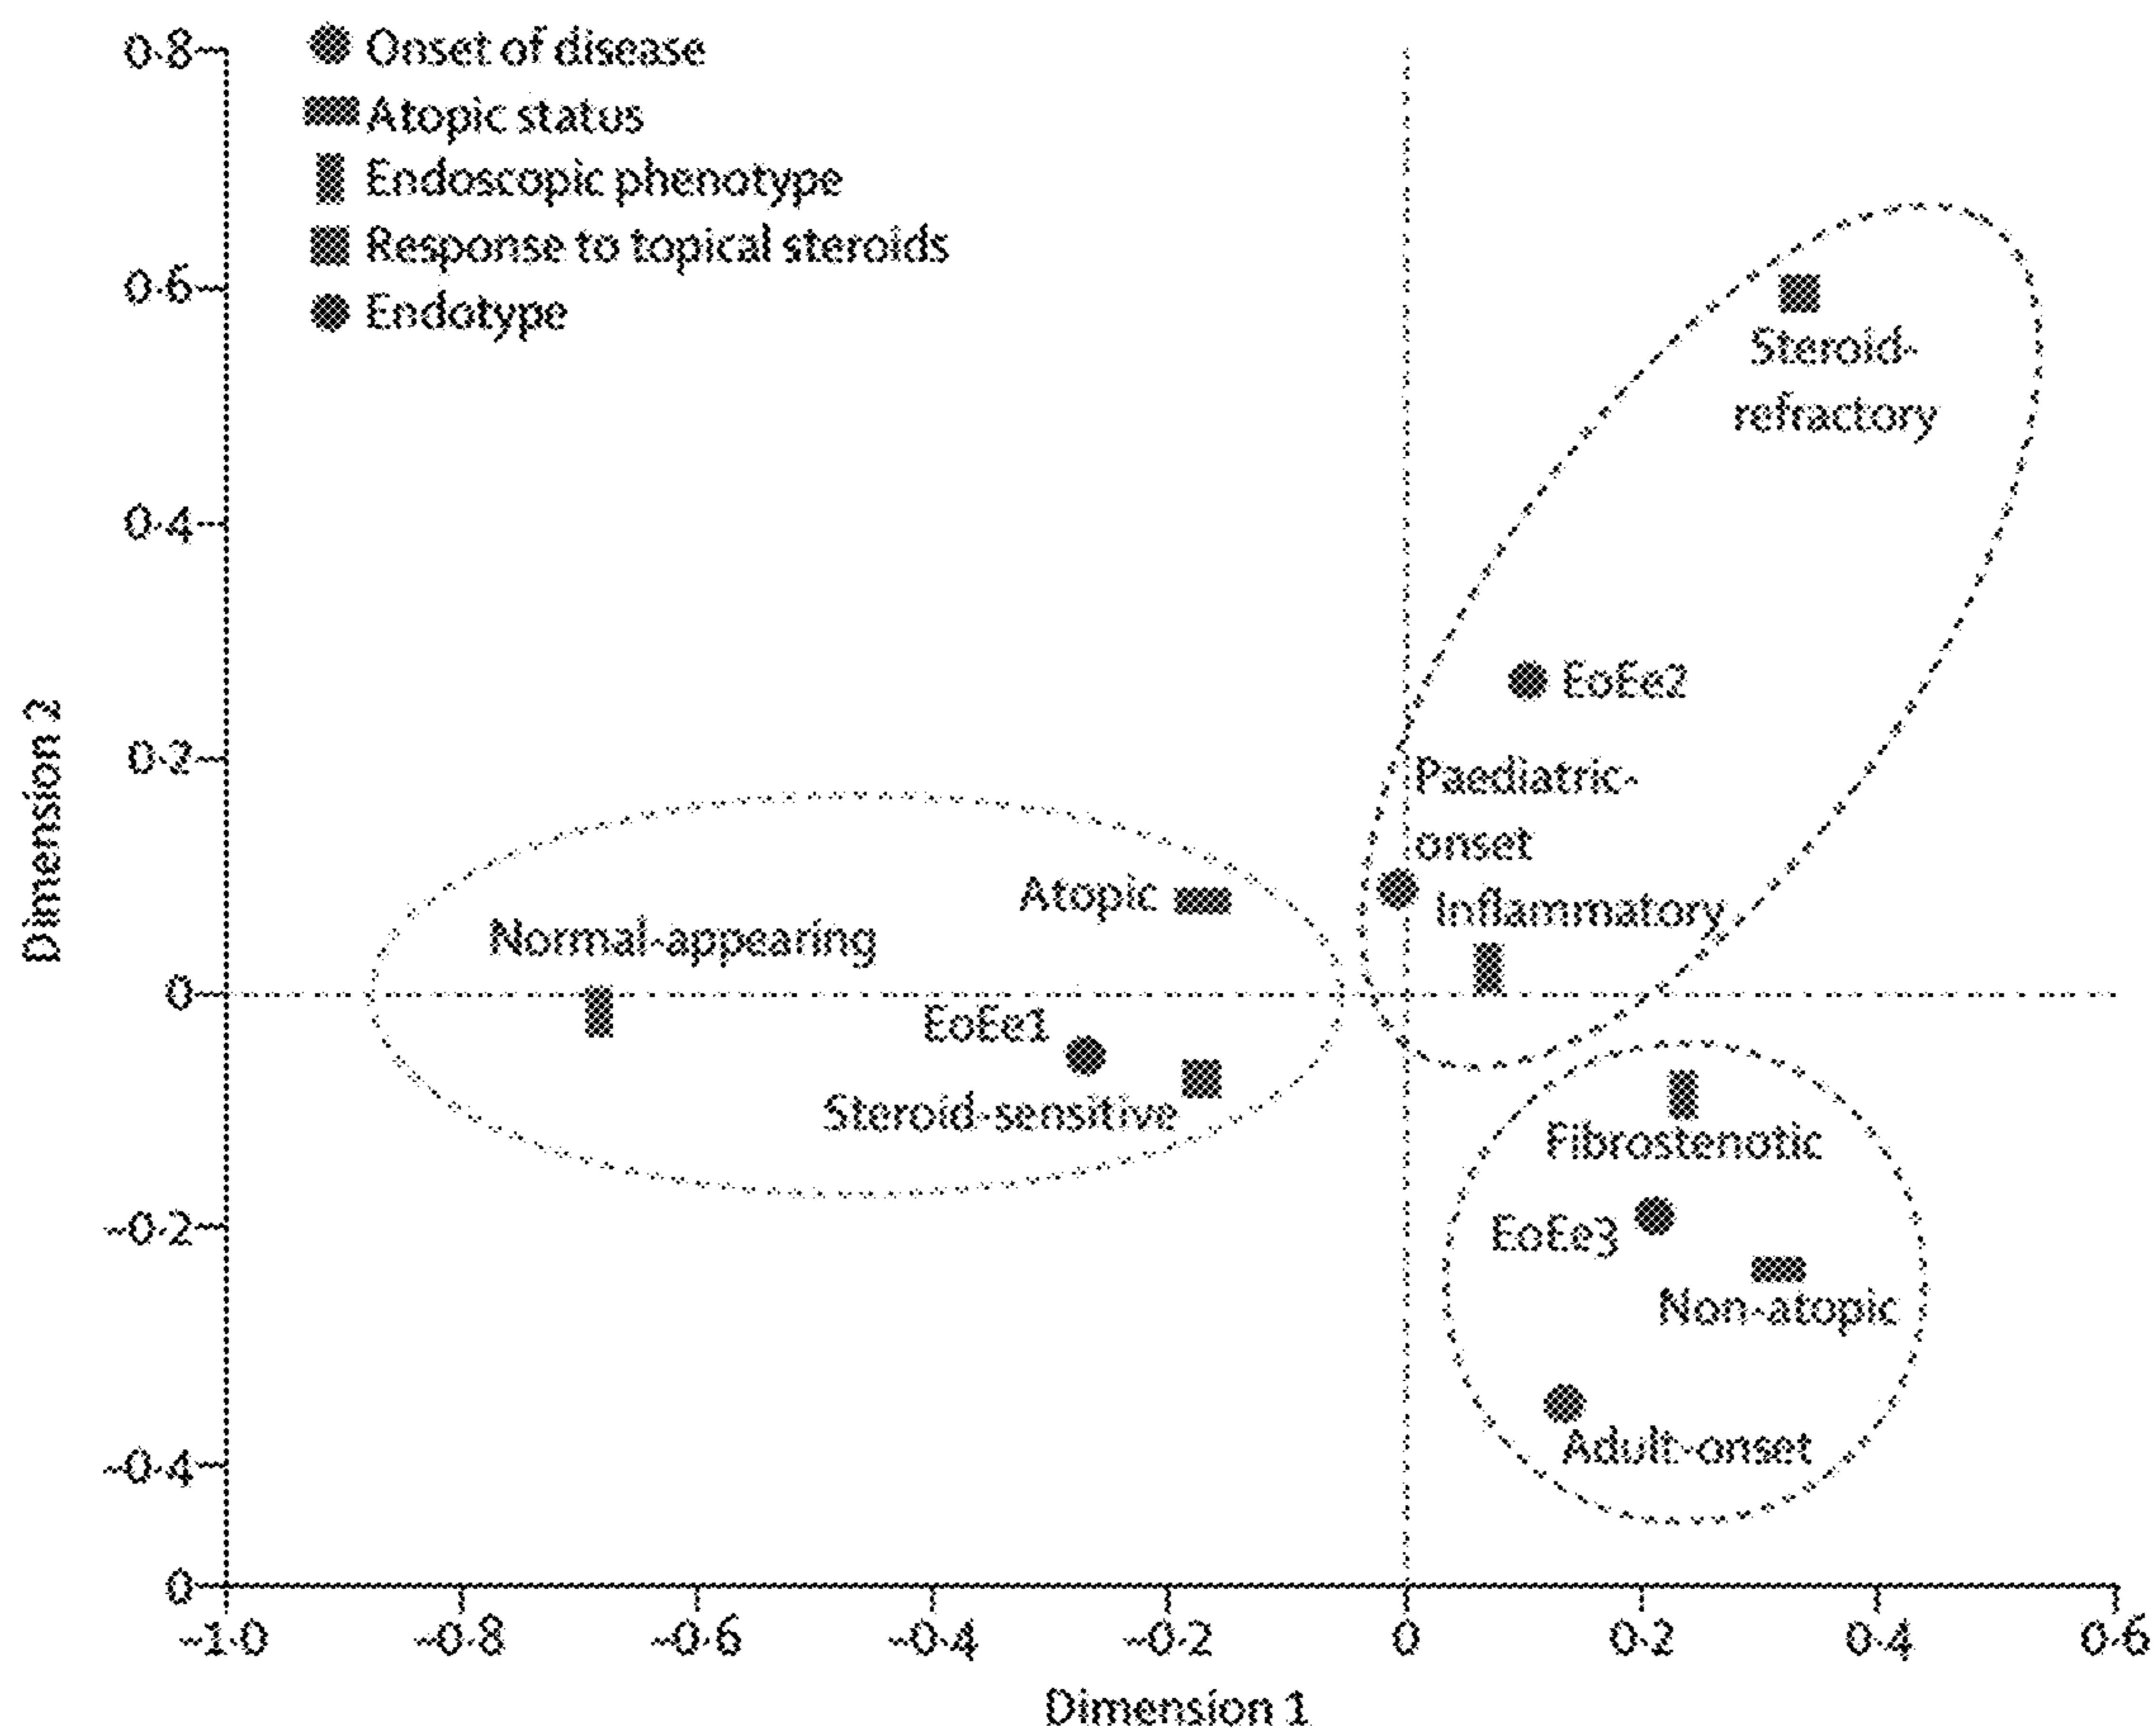 0·8
Onset of disease
Atopic status
Endoscopic phenotype
Response to topical steroids
Endotype
0·6
Steroid-
refractory
0·4
EoEe2
Dimension 2
0·2
Paediatric-
onset
Atopic
Inflammatory
Normal-appearing
0
EoEe1
Steroid-sensitive
Fibrostenotic
-0·2
EoEe3
Non-atopic
Adult-onset
-0·4
0
-1·0 -0·8 -0·6 -0·4 -0·2 0 0·2 0·4 0·6
Dimension 1